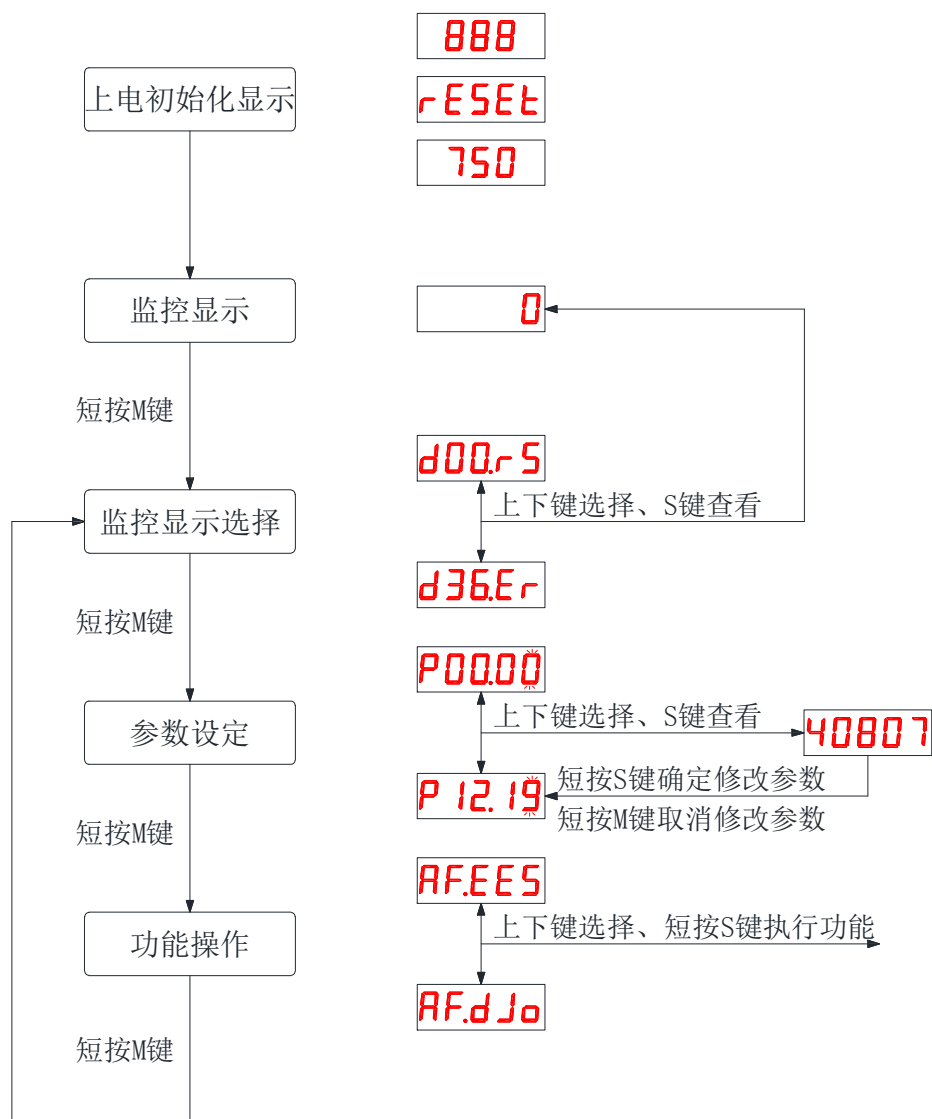 888
上电初始化显示
rESEt
750
监控显示
0
短按M键
d00.rS
监控显示选择
上下键选择、S键查看
d36.Er
短按M键
P00.00
上下键选择、S键查看
参数设定
40807
P12.19
短按S键确定修改参数
短按M键取消修改参数
短按M键
AF.EES
上下键选择、短按S键执行功能
功能操作
AF.dJo
短按M键